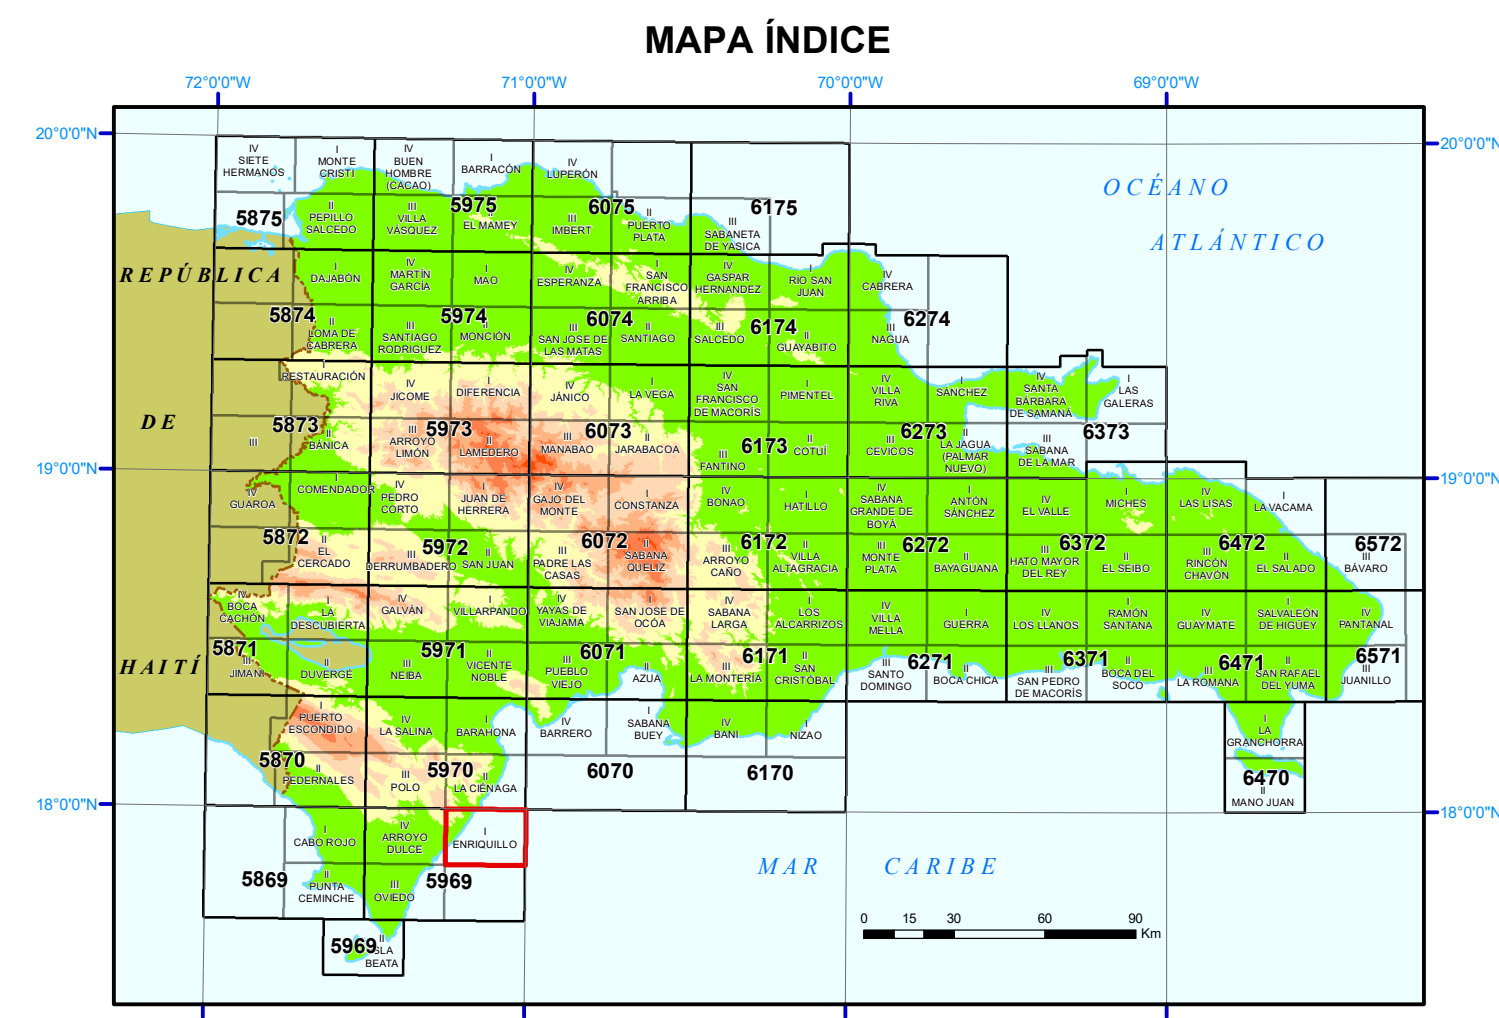 MAPA ÍNDICE
72°0'0"W
71°0'0"W
70°0'0"W
69°0'0"W
20°0'0"N
20°0'0"N
IV
SIETE
HERMANOS
I
MONTE
CRISTI
IV
BUEN
HOMBRE
(CACAO)
I
BARRACÓN
IV
LUPERÓN
OCÉANO
ATLÁNTICO
5875
II
PEPILLO
SALCEDO
III
VILLA
VÁSQUEZ
5975
II
EL MAMEY
III
IMBERT
6075
II
PUERTO
PLATA
III
SABANETA
DE YASICA
6175
REPÚBLICA
I
DAJABÓN
IV
MARTÍN
GARCÍA
I
MAO
IV
ESPERANZA
I
SAN
FRANCISCO
ARRIBA
IV
GASPAR
HERNANDEZ
I
RÍO SAN
JUAN
IV
CABRERA
5874
II
LOMA DE
CABRERA
III
SANTIAGO
RODRIGUEZ
5974
II
MONCIÓN
III
SAN JOSE DE
LAS MATAS
6074
II
SANTIAGO
III
SALCEDO
6174
II
GUAYABITO
III
NAGUA
6274
I
RESTAURACIÓN
IV
JICOME
I
DIFERENCIA
IV
JÁNICO
I
LA VEGA
IV
SAN
FRANCISCO
DE MACORÍS
I
PIMENTEL
IV
VILLA
RIVA
I
SÁNCHEZ
IV
SANTA
BÁRBARA
DE SAMANÁ
I
LAS
GALERAS
DE
III
5873
II
BÁNICA
III
ARROYO
LIMÓN
5973
II
LAMEDERO
III
MANABAO
6073
II
JARABACOA
III
FANTINO
6173
II
COTUÍ
III
CEVICOS
6273
II
LA JAGUA
(PALMAR
NUEVO)
III
SABANA
DE LA MAR
6373
19°0'0"N
19°0'0"N
IV
GUAROA
I
COMENDADOR
IV
PEDRO
CORTO
I
JUAN DE
HERRERA
IV
GAJO DEL
MONTE
I
CONSTANZA
IV
BONAO
I
HATILLO
IV
SABANA
GRANDE DE
BOYÁ
I
ANTÓN
SÁNCHEZ
IV
EL VALLE
I
MICHES
IV
LAS LISAS
I
LA VACAMA
5872
II
EL
CERCADO
III
DERRUMBADERO
5972
II
SAN JUAN
III
PADRE LAS
CASAS
6072
II
SABANA
QUELIZ
III
ARROYO
CAÑO
6172
II
VILLA
ALTAGRACIA
III
MONTE
PLATA
6272
II
BAYAGUANA
III
HATO MAYOR
DEL REY
6372
II
EL SEIBO
III
RINCÓN
CHAVÓN
6472
II
EL SALADO
6572
III
BÁVARO
IV
BOCA
CACHÓN
I
LA
DESCUBIERTA
IV
GALVÁN
I
VILLARPANDO
IV
YAYAS DE
VIAJAMA
I
SAN JOSE DE
OCÓA
IV
SABANA
LARGA
I
LOS
ALCARRIZOS
IV
VILLA
MELLA
I
GUERRA
IV
LOS LLANOS
I
RAMÓN
SANTANA
IV
GUAYMATE
I
SALVALEÓN
DE HIGUEY
IV
PANTANAL
HAITÍ
5871
III
JIMANÍ
II
DUVERGÉ
III
NEIBA
5971
II
VICENTE
NOBLE
III
PUEBLO
VIEJO
6071
II
AZUA
III
LA MONTERÍA
6171
II
SAN
CRISTÓBAL
III
SANTO
DOMINGO
6271
II
BOCA CHICA
III
SAN PEDRO
DE MACORÍS
6371
II
BOCA DEL
SOCO
III
LA ROMANA
6471
II
SAN RAFAEL
DEL YUMA
6571
III
JUANILLO
I
PUERTO
ESCONDIDO
IV
LA SALINA
I
BARAHONA
IV
BARRERO
I
SABANA
BUEY
IV
BANI
I
NIZAO
I
LA
GRANCHORRA
5870
II
PEDERNALES
III
POLO
5970
II
LA CIÉNAGA
6070
6170
6470
II
MANO JUAN
18°0'0"N
18°0'0"N
I
CABO ROJO
IV
ARROYO
DULCE
I
ENRIQUILLO
MAR CARIBE
5869
II
PUNTA
CEMINCHE
III
OVIEDO
5969
0 15 30 60 90
Km
5969
II
ISLA
BEATA